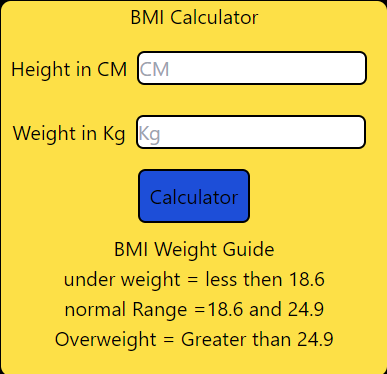 BMI Calculator
Height in CM CM
Weight in Kg Kg
Calculator
BMI Weight Guide
under weight = less then 18.6
normal Range =18.6 and 24.9
Overweight = Greater than 24.9